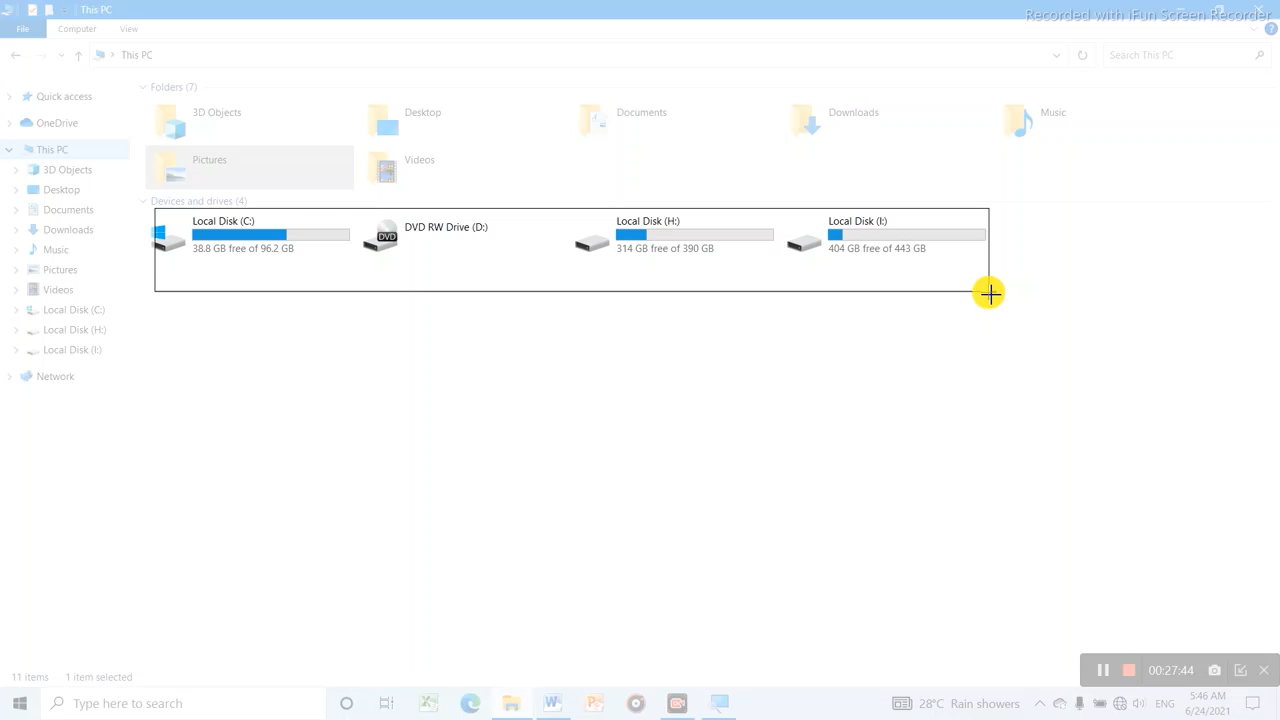 This PC
Recorded with iFun Screen Recorder
File Computer View
This PC
Search This PC
Quick access
OneDrive
This PC
3D Objects
Desktop
Documents
Downloads
Music
Pictures
Videos
Local Disk (C:)
Local Disk (H:)
Local Disk (I:)
Network
Folders (7)
3D Objects
Desktop
Documents
Downloads
Music
Pictures
Videos
Devices and drives (4)
Local Disk (C:)
38.8 GB free of 96.2 GB
DVD RW Drive (D:)
DVD
Local Disk (H:)
314 GB free of 390 GB
Local Disk (I:)
404 GB free of 443 GB
11 items 1 item selected
00:27:44
Type here to search
28°C Rain showers
ENG
5:46 AM
6/24/2021